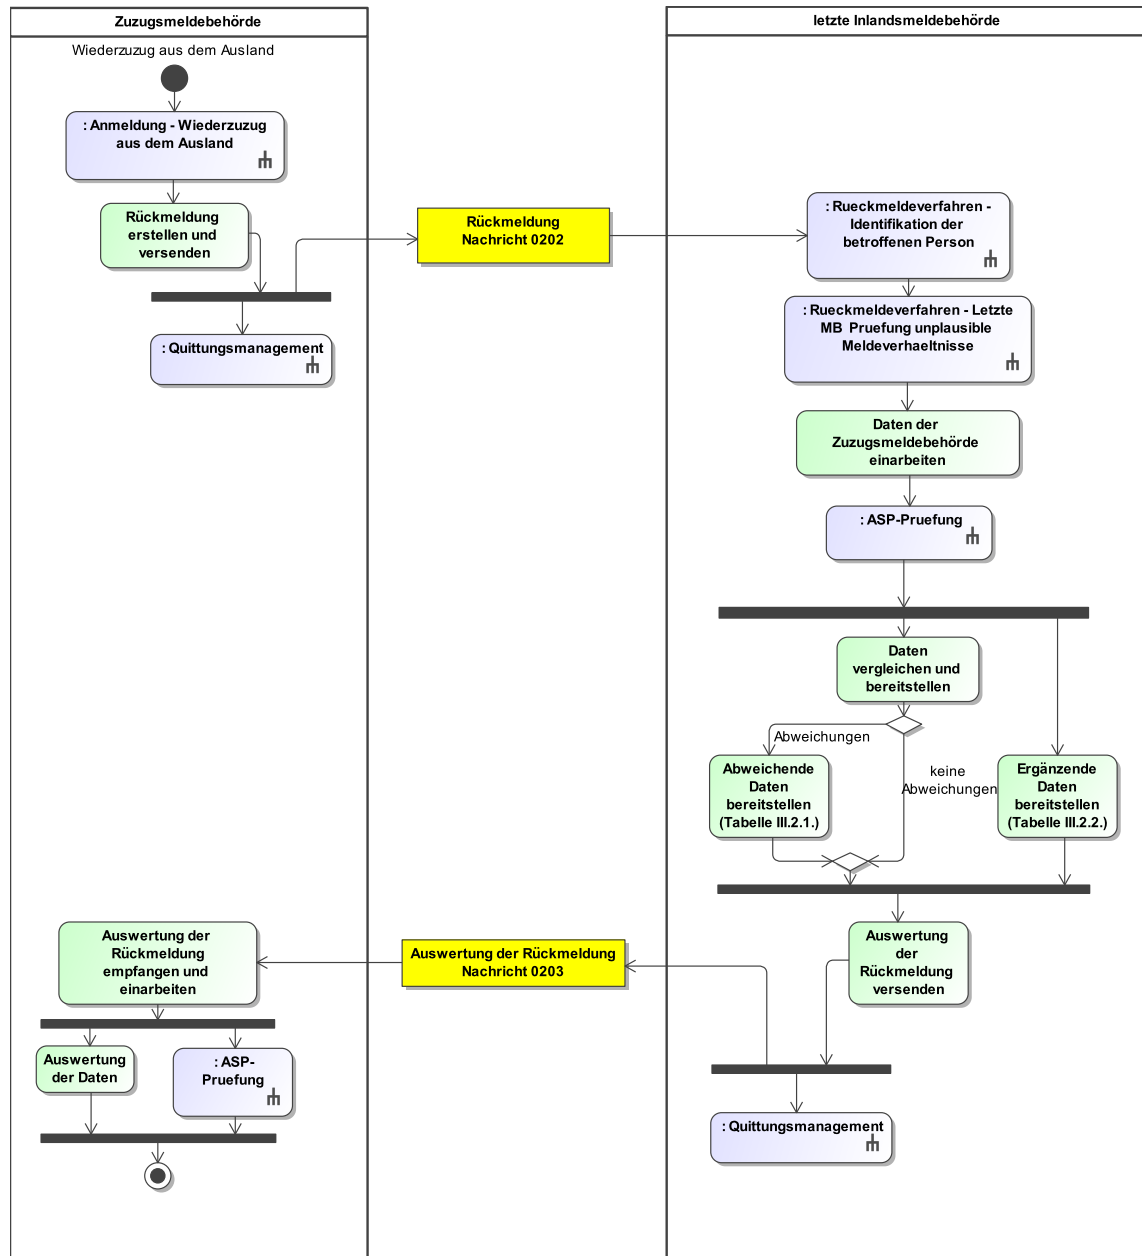 Zuzugsmeldebehörde
letzte Inlandsmeldebehörde
Wiederzuzug aus dem Ausland
: Anmeldung - Wiederzuzug
aus dem Ausland
Rückmeldung
erstellen und
versenden
: Quittungsmanagement
Rückmeldung
Nachricht 0202
: Rueckmeldeverfahren -
Identifikation der
betroffenen Person
: Rueckmeldeverfahren - Letzte
MB Pruefung unplausible
Meldeverhaeltnisse
Daten der
Zuzugsmeldebehörde
einarbeiten
: ASP-Pruefung
Daten
vergleichen und
bereitstellen
Abweichungen
keine
Abweichungen
Abweichende
Daten
bereitstellen
(Tabelle III.2.1.)
Ergänzende
Daten
bereitstellen
(Tabelle III.2.2.)
Auswertung
der
Rückmeldung
versenden
Auswertung der Rückmeldung
Nachricht 0203
: Quittungsmanagement
Auswertung der
Rückmeldung
empfangen und
einarbeiten
Auswertung
der Daten
: ASP-
Pruefung